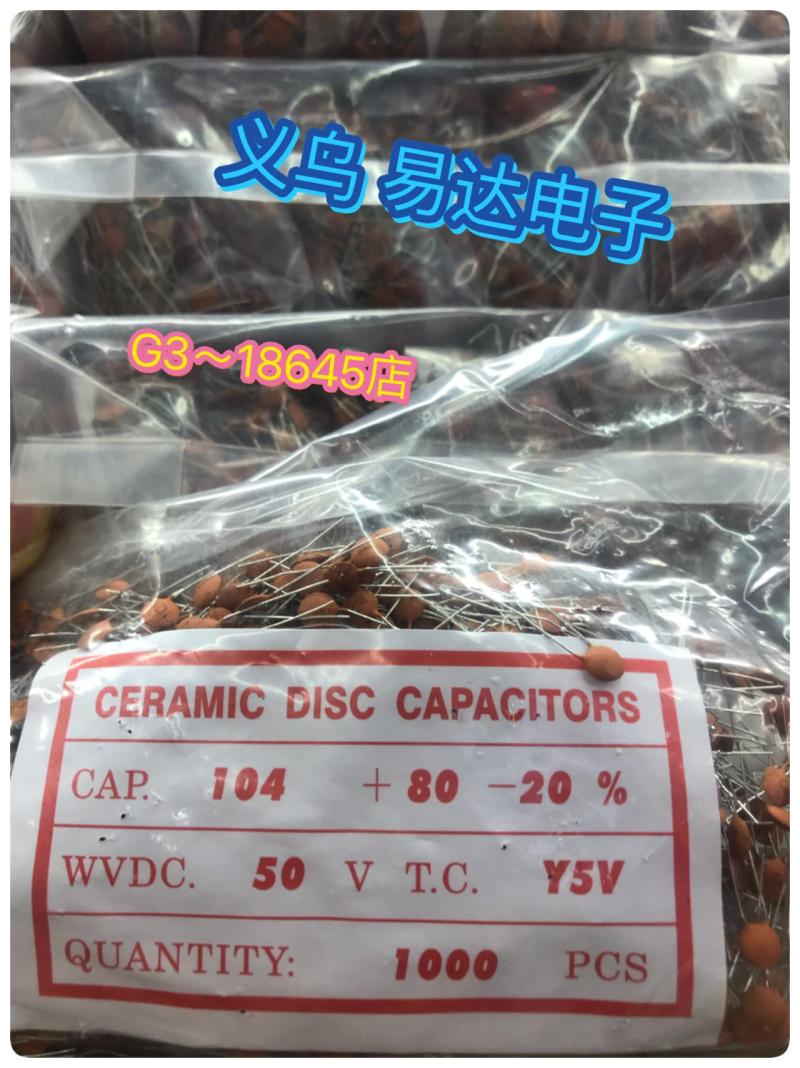 义乌 易达电子
G3～18645店
CERAMIC DISC CAPACITORS
CAP. 104 +80 -20 %
WVDC. 50 V T.C. Y5V
QUANTITY: 1000 PCS